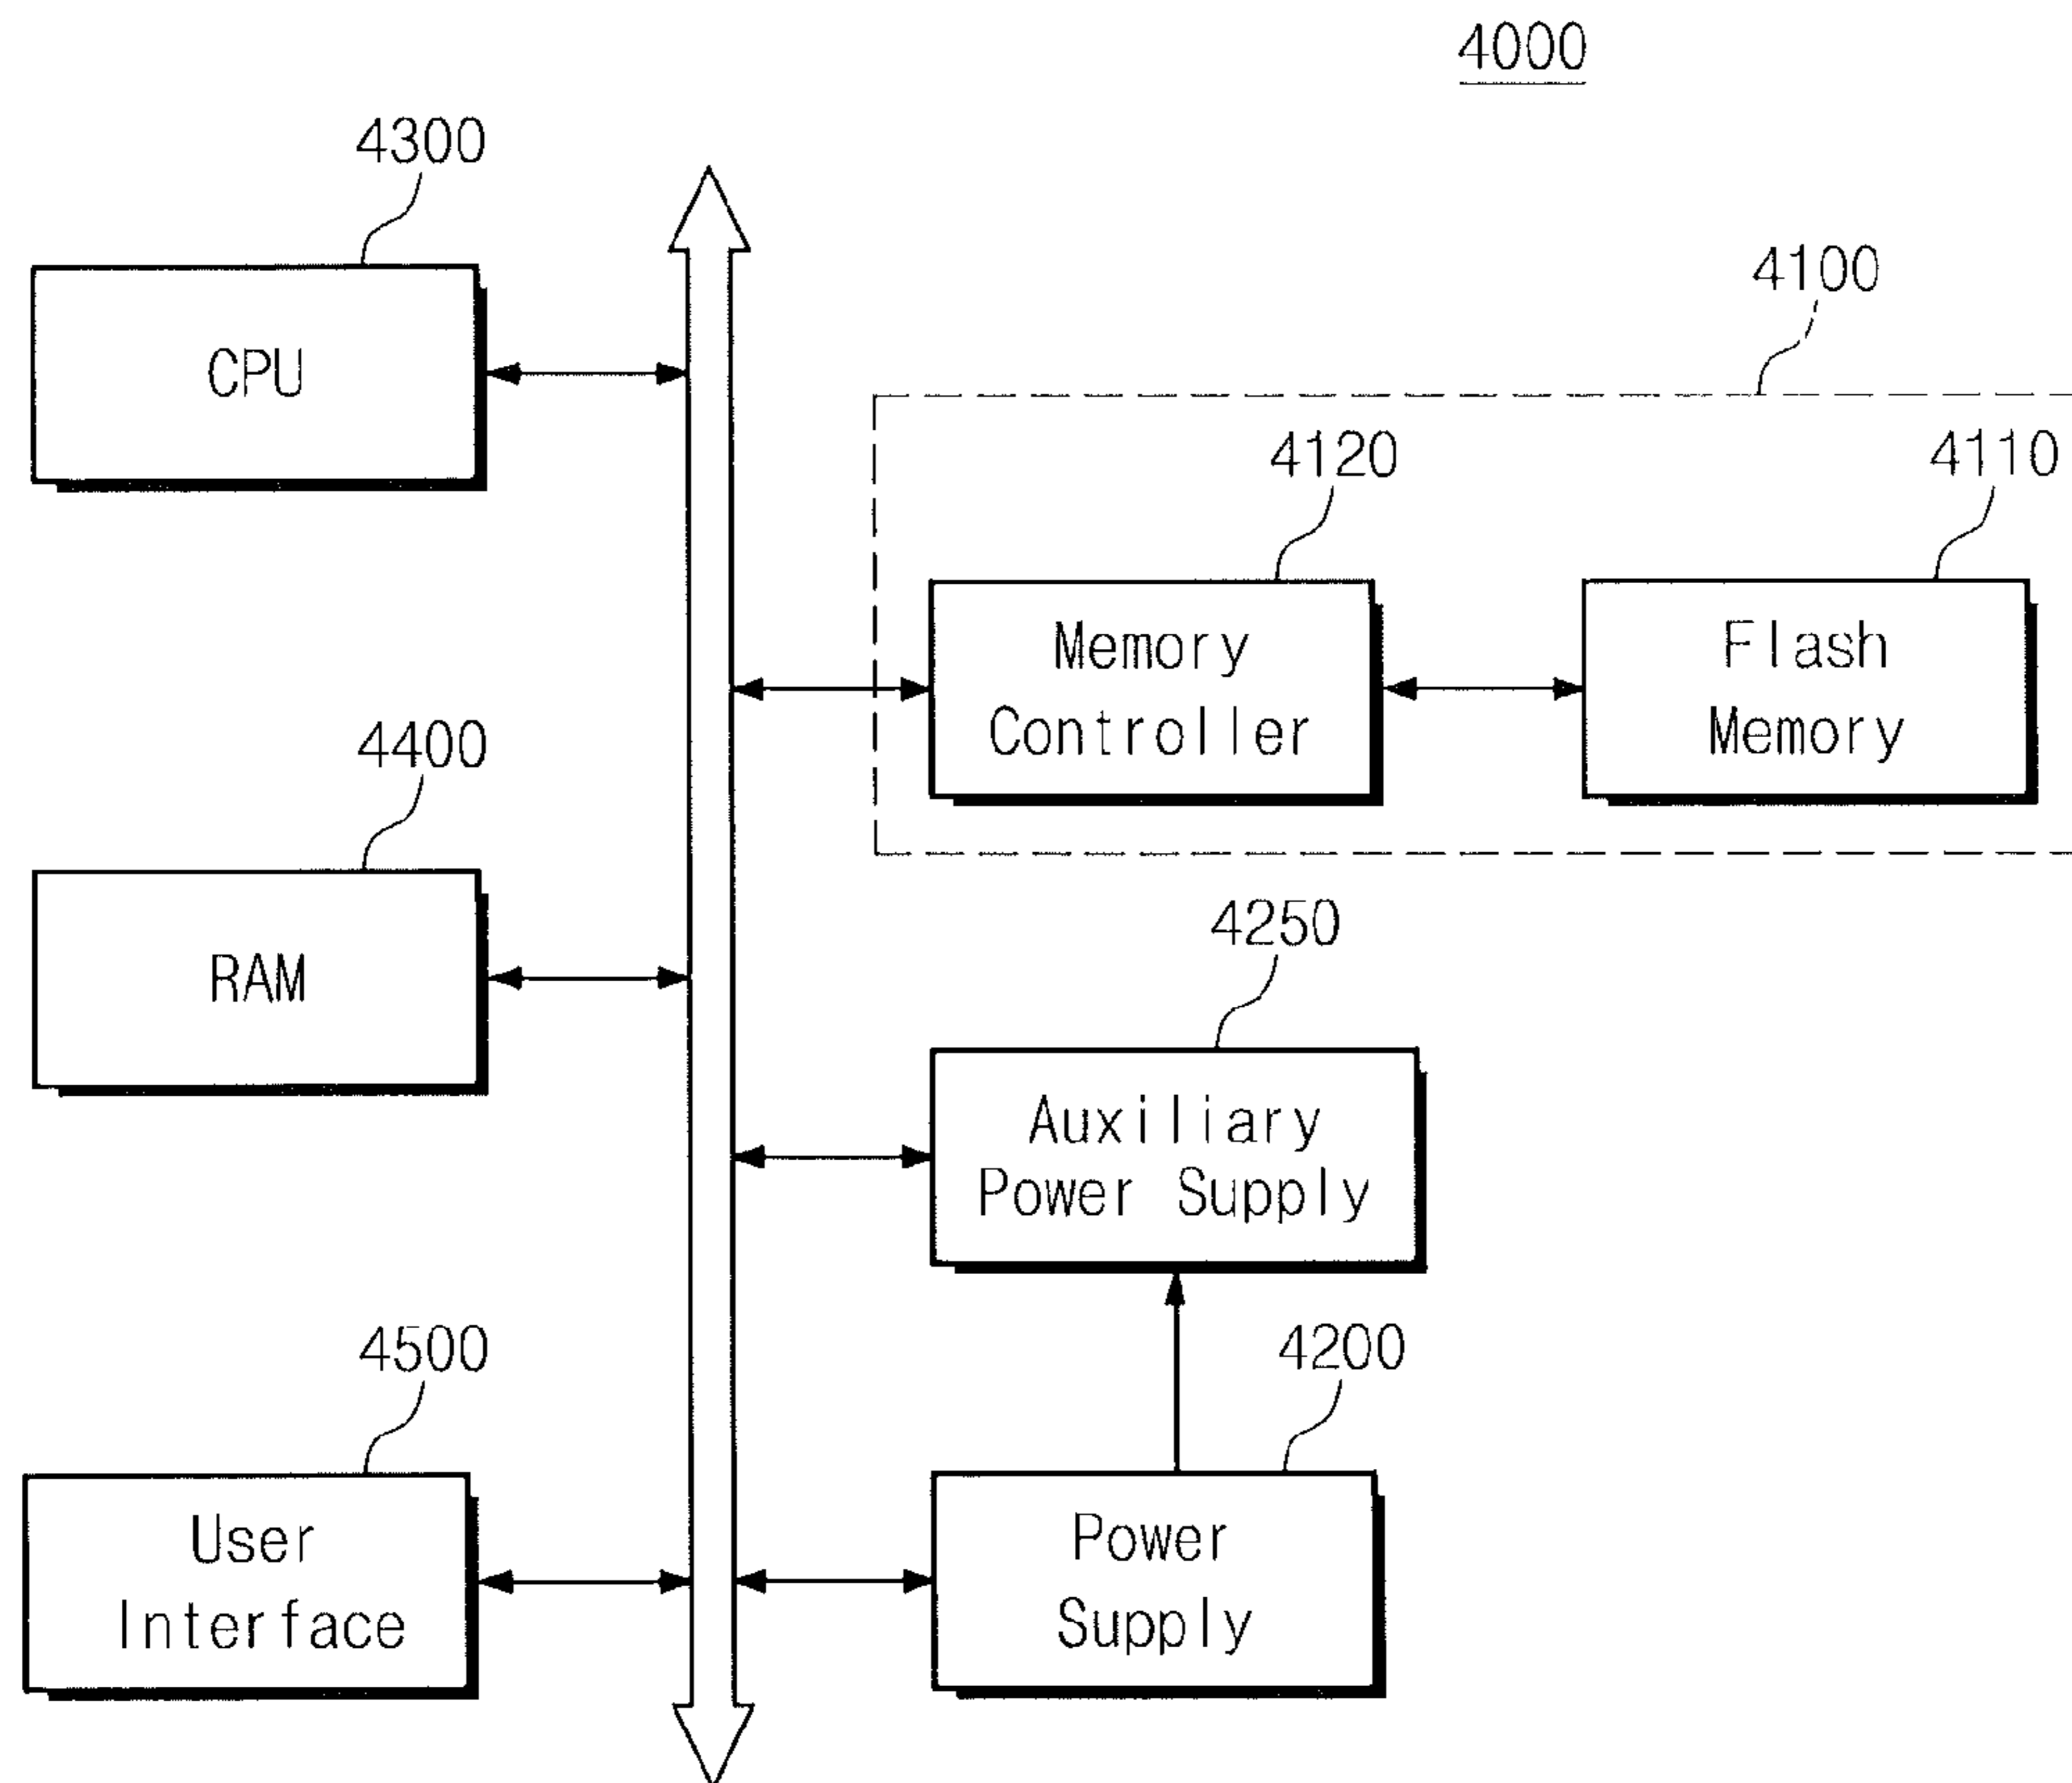 4000
4300
CPU
4100
4120
4110
Memory
Controller
Flash
Memory
4400
RAM
4250
Auxiliary
Power Supply
4500
User
Interface
4200
Power
Supply